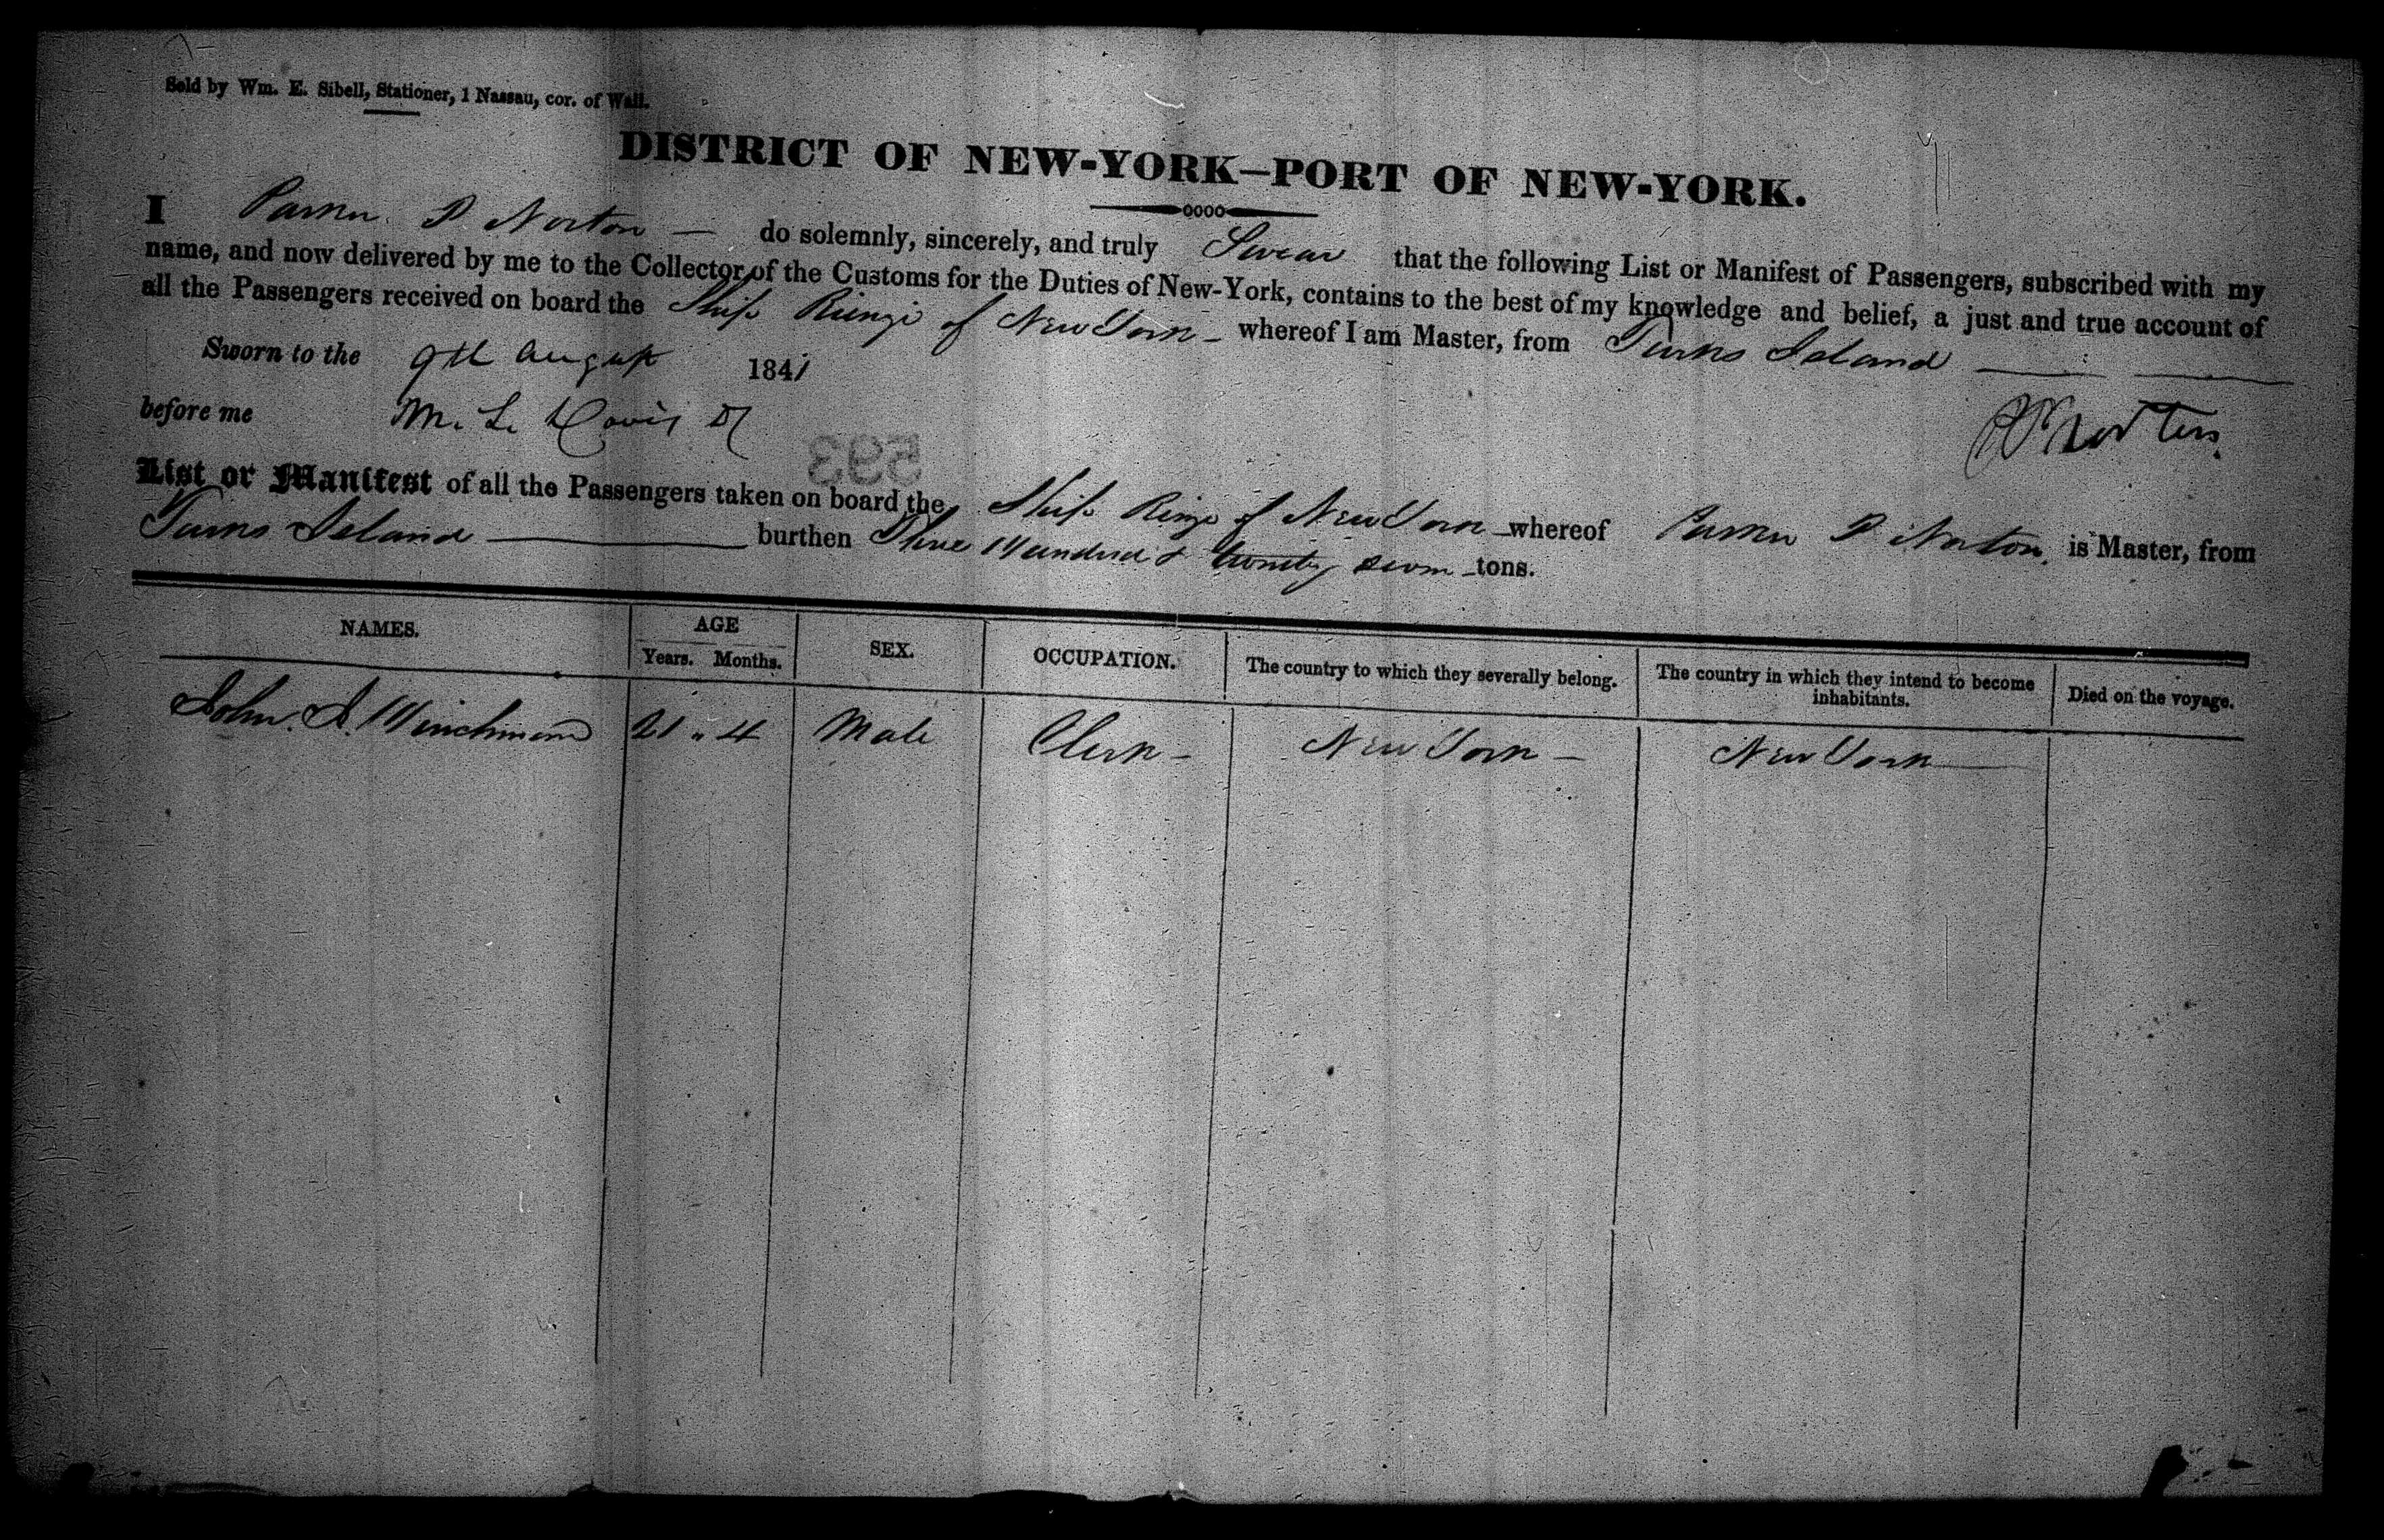 Sold by Wm. E. Sibell, Stationer, 1 Nassau, cor. of Wall.
DISTRICT OF NEW-YORK—PORT OF NEW-YORK.
I Parker P Norton — do solemnly, sincerely, and truly Swear that the following List or Manifest of Passengers, subscribed with my
name, and now delivered by me to the Collector of the Customs for the Duties of New-York, contains to the best of my knowledge and belief, a just and true account of
all the Passengers received on board the Ship Rienzi of New York - whereof I am Master, from Turks Island
Sworn to the 9th August 1841
before me M. L. Davis
P P Norton
593
List or Manifest of all the Passengers taken on board the Ship Rienzi of New York whereof Parker P Norton is Master, from
Turks Island burthen Three Hundred & twenty seven tons.
NAMES. AGE SEX. OCCUPATION. The country to which they severally belong. The country in which they intend to become inhabitants. Died on the voyage.
Years. Months.
John S. Hinchman 21 " 4 Male Clerk - New York - New York